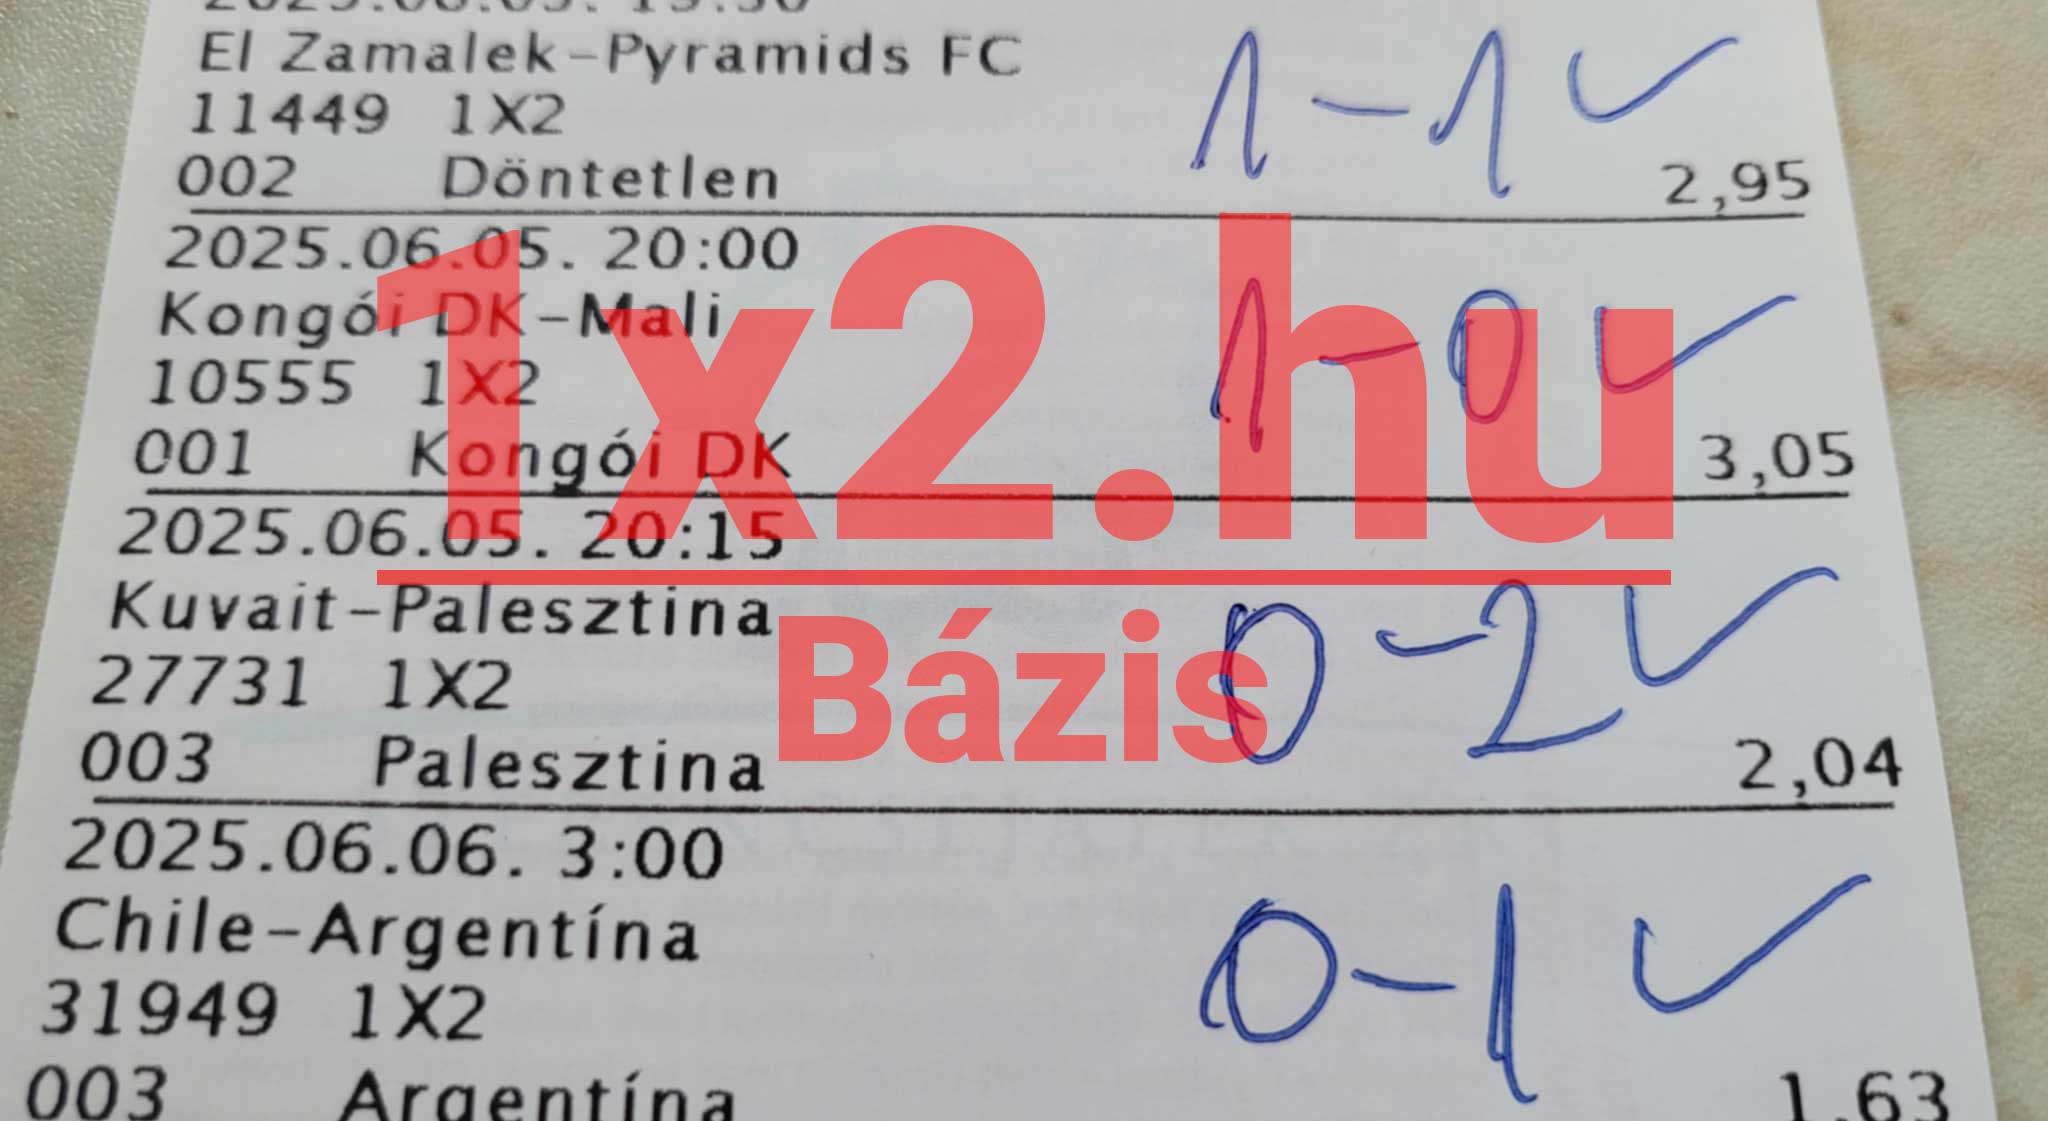 El Zamalek-Pyramids FC
11449 1X2
002 Döntetlen 2,95
1-1
2025.06.05. 20:00
Kongói DK-Mali
10555 1X2
001 Kongói DK 3,05
1-0
2025.06.05. 20:15
Kuvait-Palesztina
27731 1X2
003 Palesztina 2,04
0-2
2025.06.06. 3:00
Chile-Argentína
31949 1X2
003 Argentína 1,63
0-1
1x2.hu
Bázis